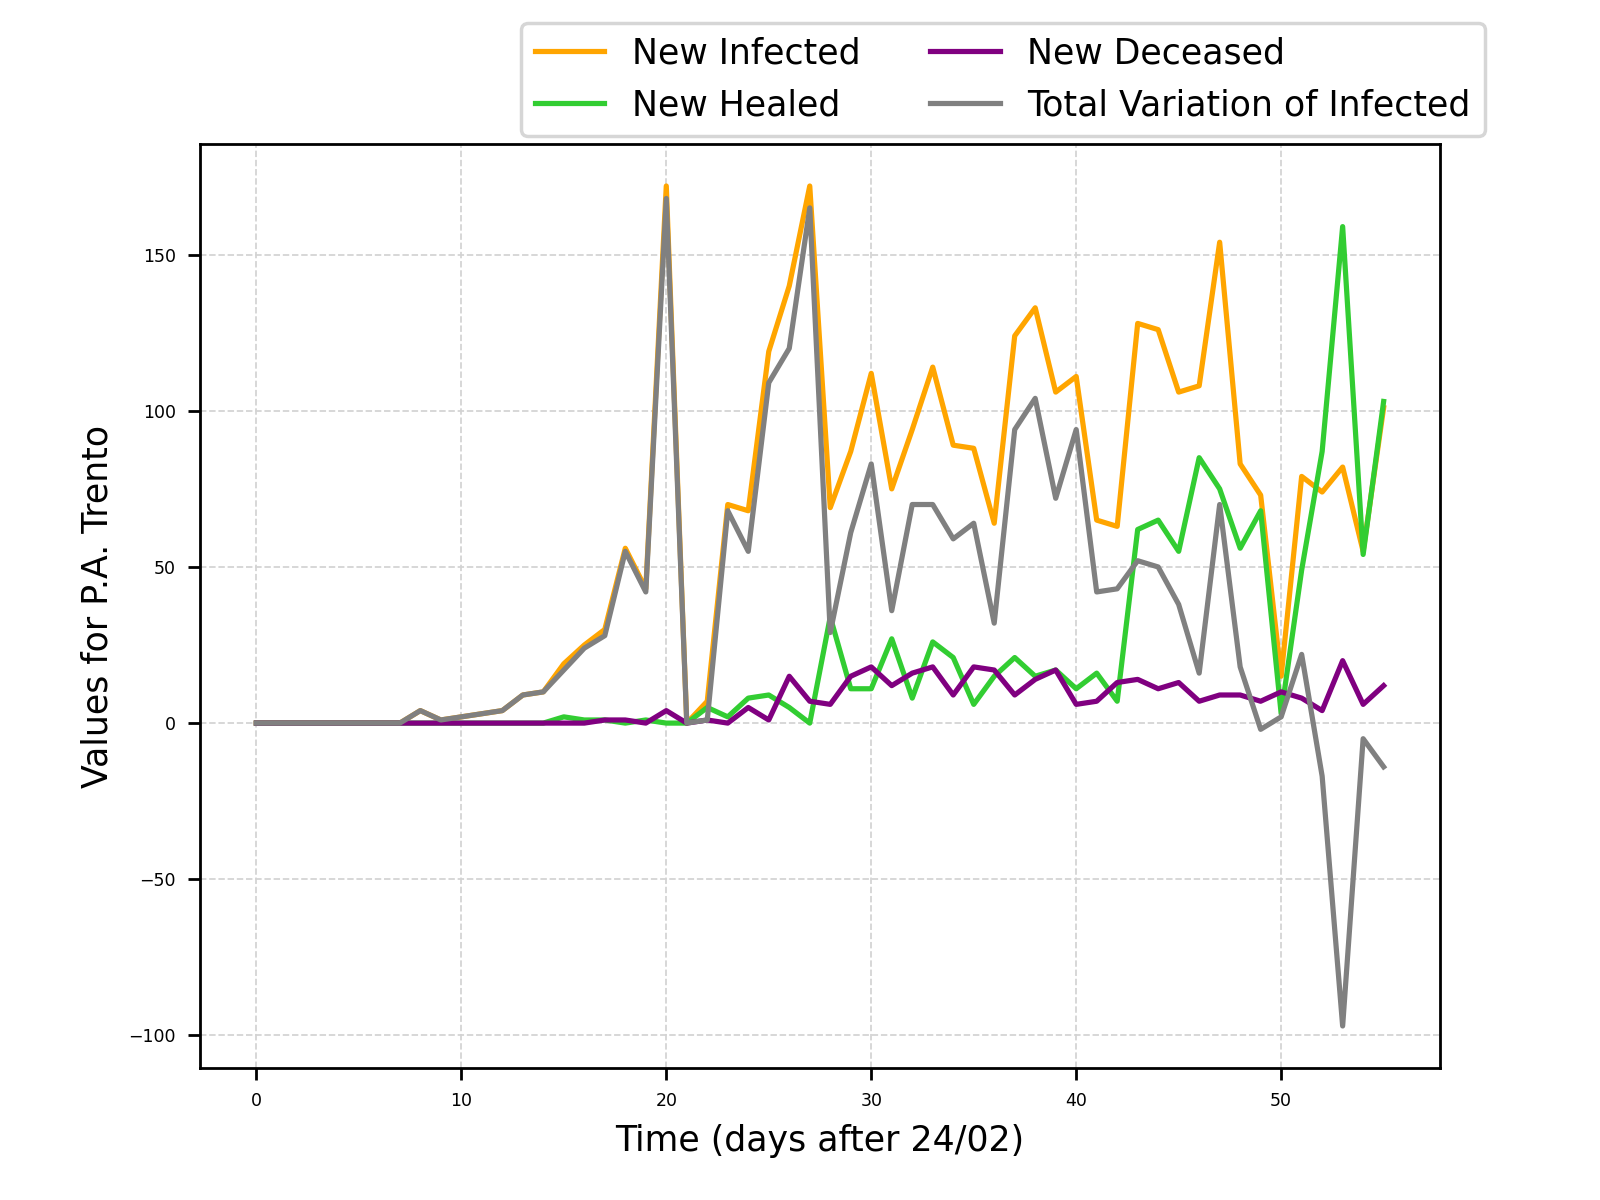 New Infected
New Healed
New Deceased
Total Variation of Infected
150
100
50
0
−50
−100
Values for P.A. Trento
0 10 20 30 40 50
Time (days after 24/02)